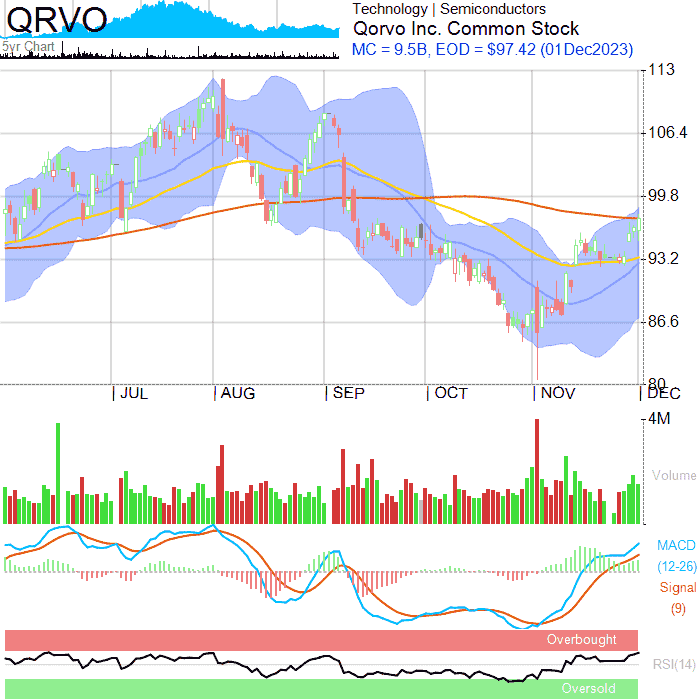 QRVO
5yr Chart
Technology | Semiconductors
Qorvo Inc. Common Stock
MC = 9.5B, EOD = $97.42 (01Dec2023)
113
106.4
99.8
93.2
86.6
80
JUL
AUG
SEP
OCT
NOV
DEC
4M
Volume
MACD
(12-26)
Signal
(9)
Overbought
RSI(14)
Oversold